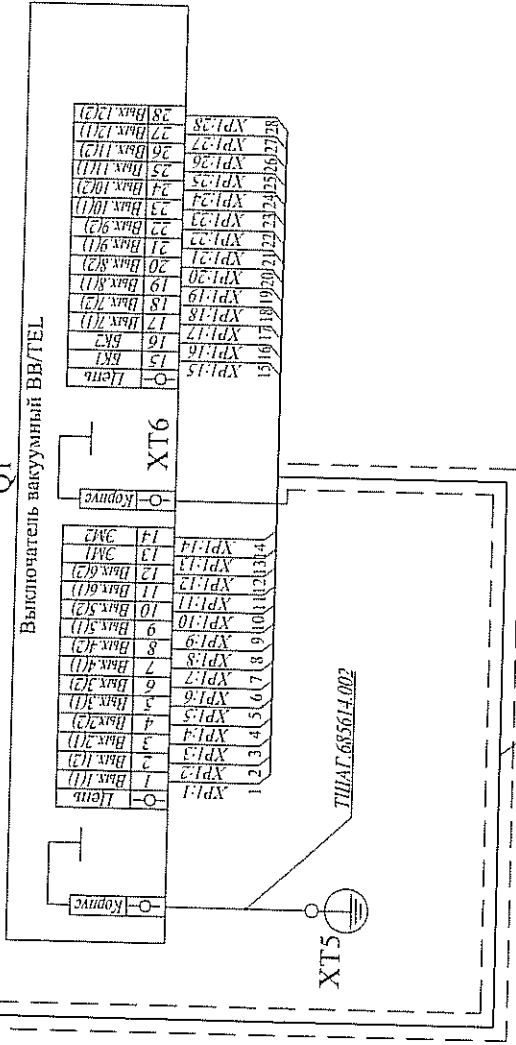 Q1
Выключатель вакуумный BB/TEL
Корпус
Цепь
1 Вых.1(1)
2 Вых.1(2)
3 Вых.2(1)
4 Вых2(2)
5 Вых.3(1)
6 Вых.3(2)
7 Вых.4(1)
8 Вых.4(2)
9 Вых.5(1)
10 Вых.5(2)
11 Вых.6(1)
12 Вых.6(2)
13 ЭМ1
14 ЭМ2
XP1:1 1
XP1:2 2
XP1:3 3
XP1:4 4
XP1:5 5
XP1:6 6
XP1:7 7
XP1:8 8
XP1:9 9
XP1:10 10
XP1:11 11
XP1:12 12
XP1:13 13
XP1:14 14
Корпус
XT6
Цепь
15 БК1
16 БК2
17 Вых.7(1)
18 Вых.7(2)
19 Вых.8(1)
20 Вых.8(2)
21 Вых.9(1)
22 Вых.9(2)
23 Вых.10(1)
24 Вых.10(2)
25 Вых.11(1)
26 Вых.11(2)
27 Вых.12(1)
28 Вых.12(2)
XP1:15 15
XP1:16 16
XP1:17 17
XP1:18 18
XP1:19 19
XP1:20 20
XP1:21 21
XP1:22 22
XP1:23 23
XP1:24 24
XP1:25 25
XP1:26 26
XP1:27 27
XP1:28 28
ТШАГ.685614.002
XT5